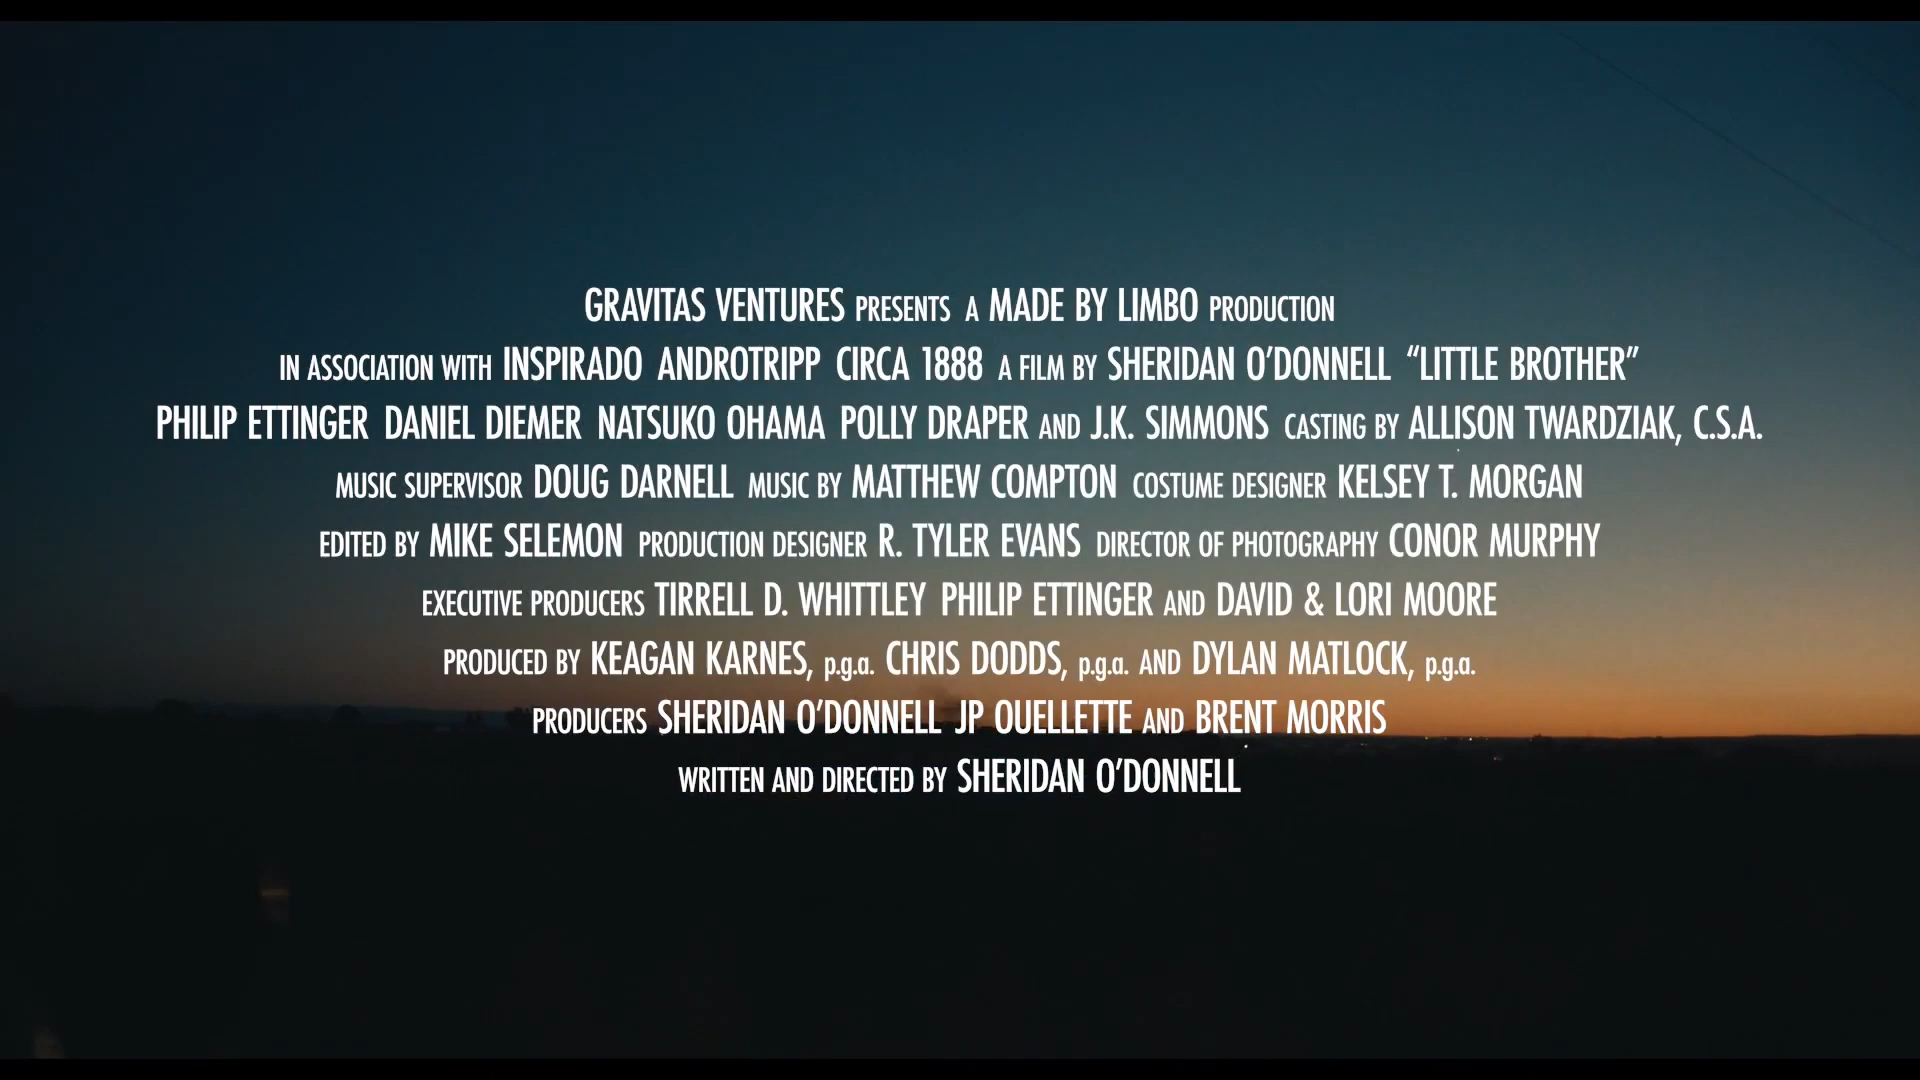 GRAVITAS VENTURES PRESENTS A MADE BY LIMBO PRODUCTION
IN ASSOCIATION WITH INSPIRADO ANDROTRIPP CIRCA 1888 A FILM BY SHERIDAN O’DONNELL “LITTLE BROTHER”
PHILIP ETTINGER DANIEL DIEMER NATSUKO OHAMA POLLY DRAPER AND J.K. SIMMONS CASTING BY ALLISON TWARDZIAK, C.S.A.
MUSIC SUPERVISOR DOUG DARNELL MUSIC BY MATTHEW COMPTON COSTUME DESIGNER KELSEY T. MORGAN
EDITED BY MIKE SELEMON PRODUCTION DESIGNER R. TYLER EVANS DIRECTOR OF PHOTOGRAPHY CONOR MURPHY
EXECUTIVE PRODUCERS TIRRELL D. WHITTLEY PHILIP ETTINGER AND DAVID & LORI MOORE
PRODUCED BY KEAGAN KARNES, p.g.a. CHRIS DODDS, p.g.a. AND DYLAN MATLOCK, p.g.a.
PRODUCERS SHERIDAN O’DONNELL JP OUELLETTE AND BRENT MORRIS
WRITTEN AND DIRECTED BY SHERIDAN O’DONNELL